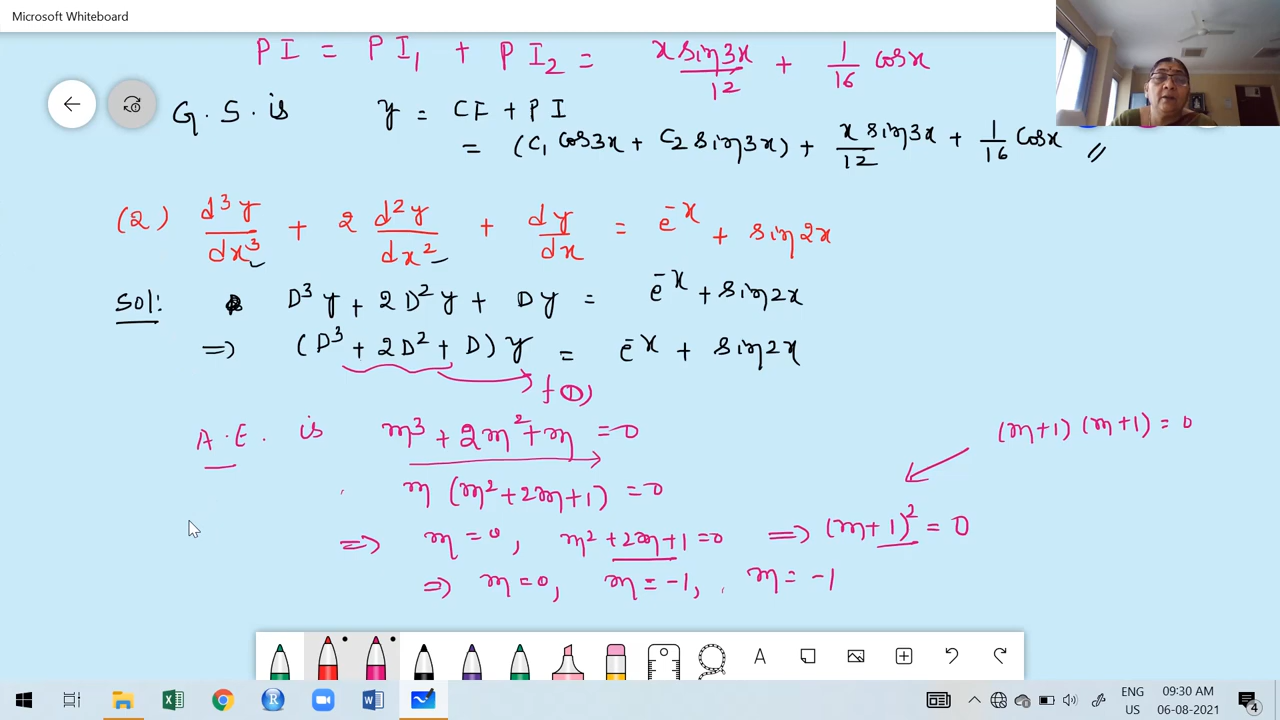 Microsoft Whiteboard
PI = PI₁ + PI₂ = x sin3x/12 + 1/16 cosx
G.S. is y = CF + PI
= (C₁ cos3x + C₂ sin3x) + x/12 sin3x + 1/16 cosx //
(2) d³y/dx³ + 2 d²y/dx² + dy/dx = e⁻ˣ + sin2x
Sol: D³y + 2D²y + Dy = e⁻ˣ + sin2x
⇒ (D³ + 2D² + D) y = e⁻ˣ + sin2x
f(D)
A.E. is m³ + 2m² + m = 0
(m+1) (m+1) = 0
m (m² + 2m + 1) = 0
⇒ m = 0, m² + 2m + 1 = 0 ⇒ (m+1)² = 0
⇒ m = 0, m = -1, m = -1
A
ENG
US
09:30 AM
06-08-2021
4